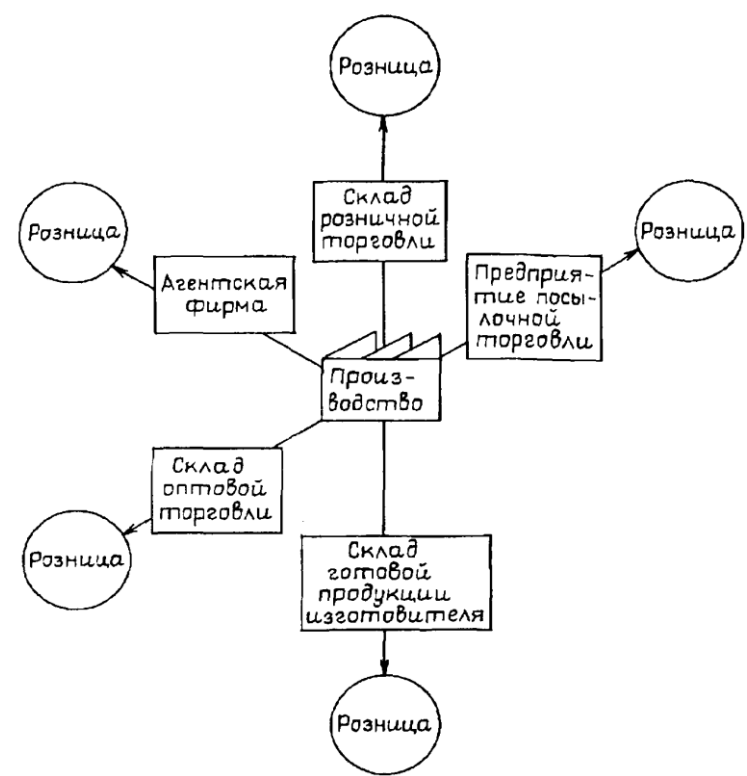 Розница
Склад
розничной
торговли
Розница
Розница
Агентская
фирма
Предприя-
тие посы-
лочной
торговли
Произ-
водство
Склад
оптовой
торговли
Розница
Склад
готовой
продукции
изготовителя
Розница